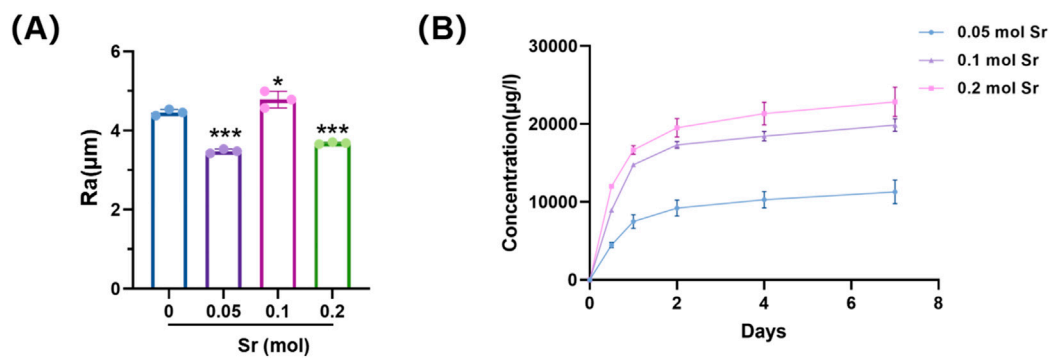 (A)
Ra(μm)
6
4
2
0
***
*
***
0 0.05 0.1 0.2
Sr (mol)
(B)
Concentration(μg/l)
30000
20000
10000
0
0 2 4 6 8
Days
0.05 mol Sr
0.1 mol Sr
0.2 mol Sr